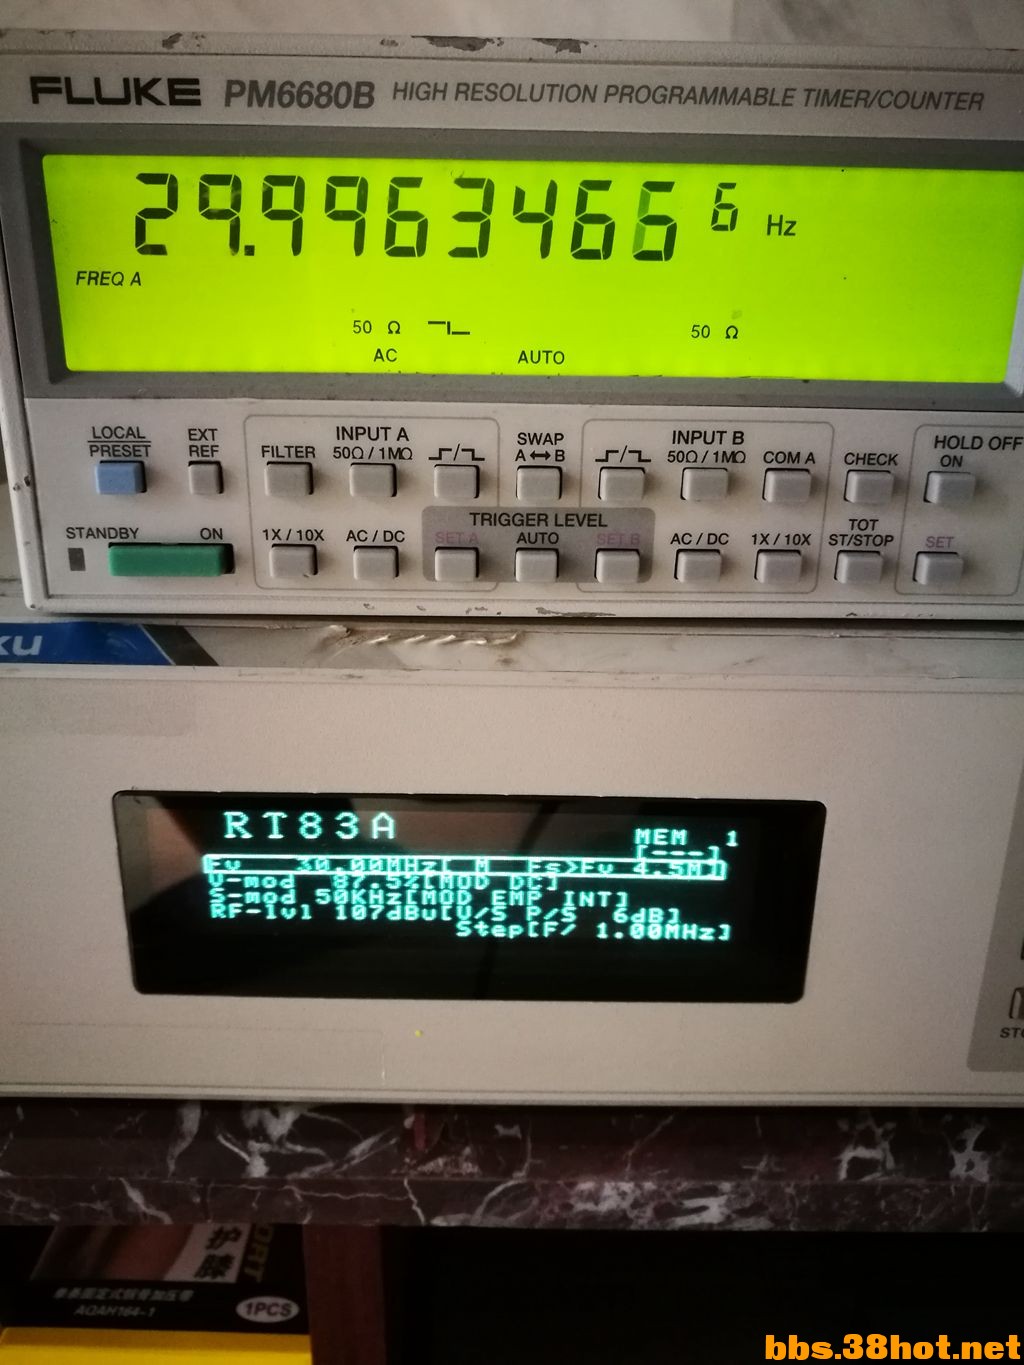 FLUKE PM6680B HIGH RESOLUTION PROGRAMMABLE TIMER/COUNTER
29.99634666 Hz
FREQ A
50 Ω 50 Ω
AC AUTO
LOCAL
PRESET
EXT
REF
INPUT A
FILTER 50Ω/1MΩ
SWAP
A↔B
INPUT B
50Ω/1MΩ COM A CHECK
HOLD OFF
ON
STANDBY ON
1X/10X AC/DC
TRIGGER LEVEL
SET A AUTO SET B
AC/DC 1X/10X
TOT
ST/STOP
SET
ku
RT83A
MEM 1
[---]
Fv 30.00MHz[ M Fs>Fv 4.5M]
V-mod 87.5%[MOD DC]
S-mod 50KHz[MOD EMP INT]
RF-lvl 107dBu[V/S P/S 6dB]
Step[F/ 1.00MHz]
AQAH164-1
1PCS
bbs.38hot.net